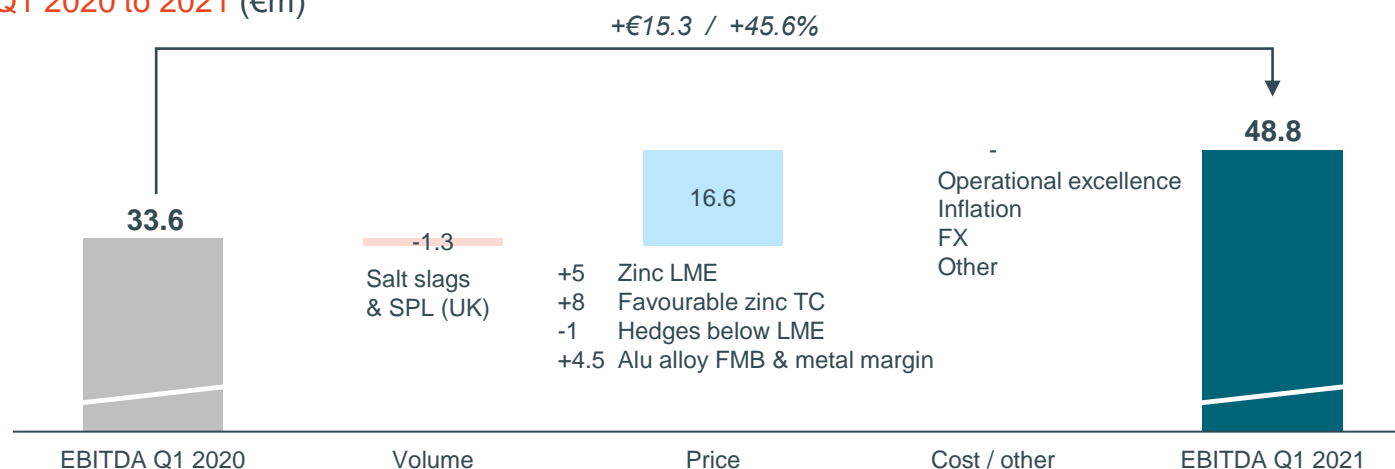 Q1 2020 to 2021 (€m)
+€15.3 / +45.6%
33.6
-1.3
Salt slags
& SPL (UK)
16.6
+5 Zinc LME
+8 Favourable zinc TC
-1 Hedges below LME
+4.5 Alu alloy FMB & metal margin
-
Operational excellence
Inflation
FX
Other
48.8
EBITDA Q1 2020
Volume
Price
Cost / other
EBITDA Q1 2021